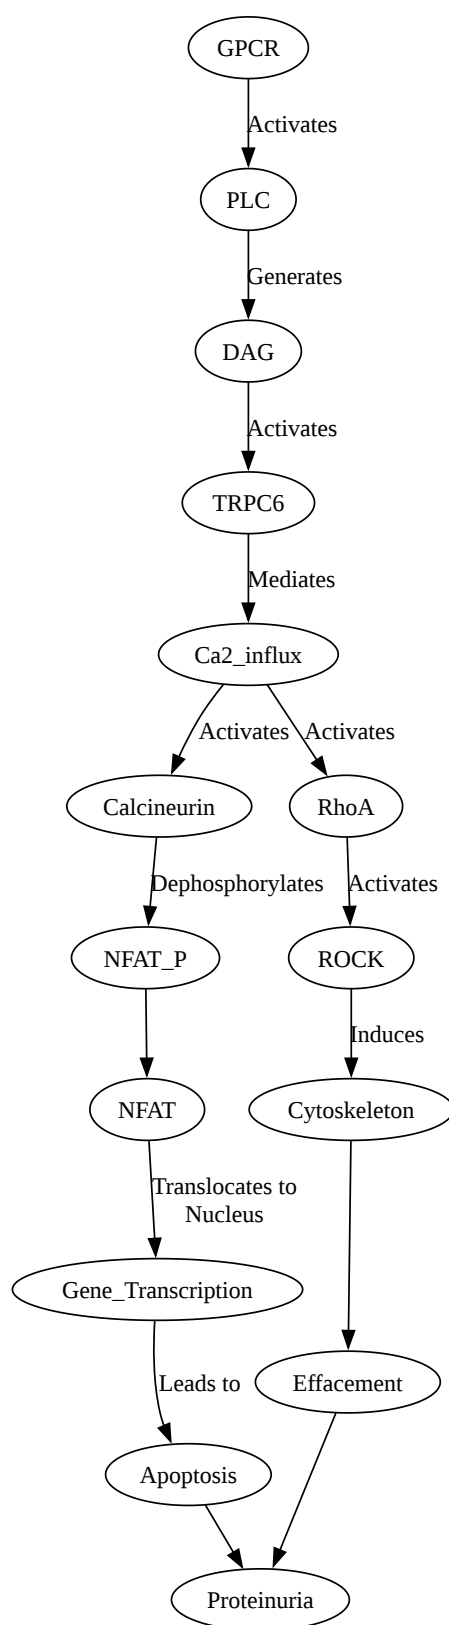 GPCR
Activates
PLC
Generates
DAG
Activates
TRPC6
Mediates
Ca2_influx
Activates
Activates
Calcineurin
RhoA
Dephosphorylates
Activates
NFAT_P
ROCK
Induces
NFAT
Cytoskeleton
Translocates to
Nucleus
Gene_Transcription
Leads to
Effacement
Apoptosis
Proteinuria